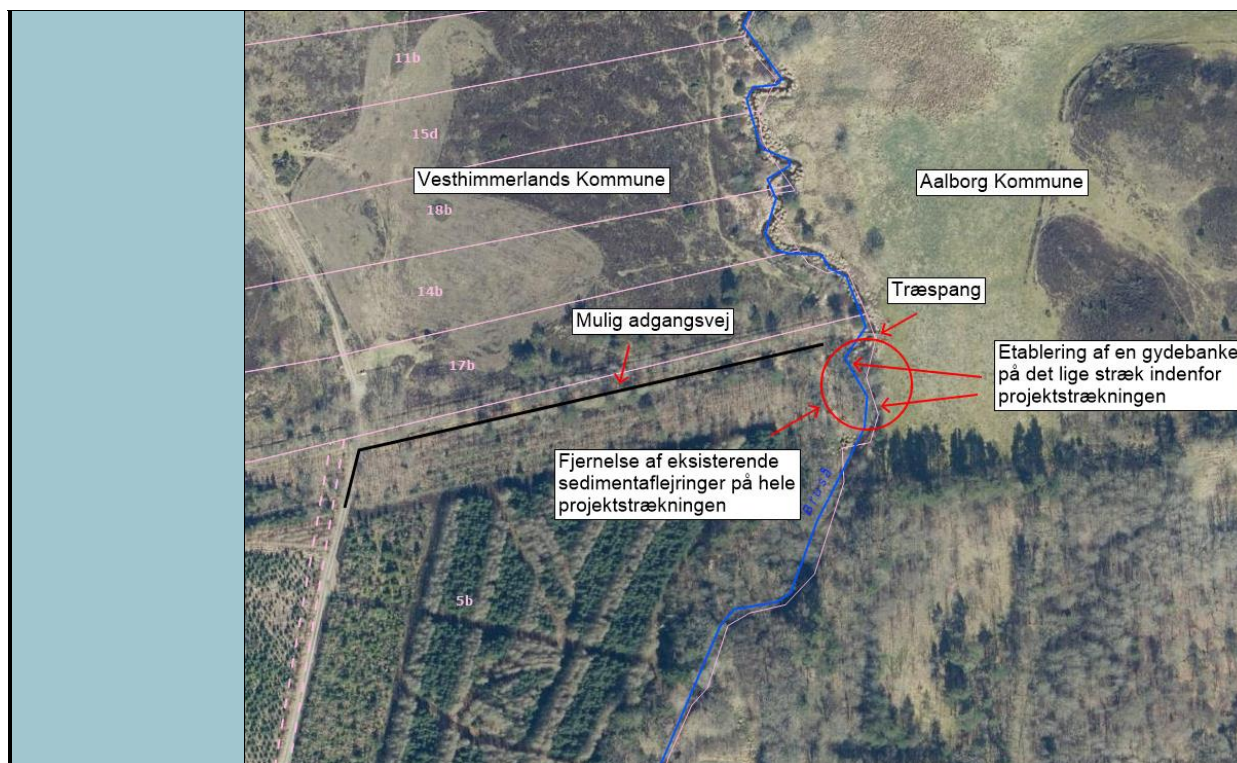 11b
15d
Vesthimmerlands Kommune
Aalborg Kommune
18b
14b
Træspang
Mulig adgangsvej
17b
Etablering af en gydebanke
på det lige stræk indenfor
projektstrækningen
Fjernelse af eksisterende
sedimentaflejringer på hele
projektstrækningen
5b